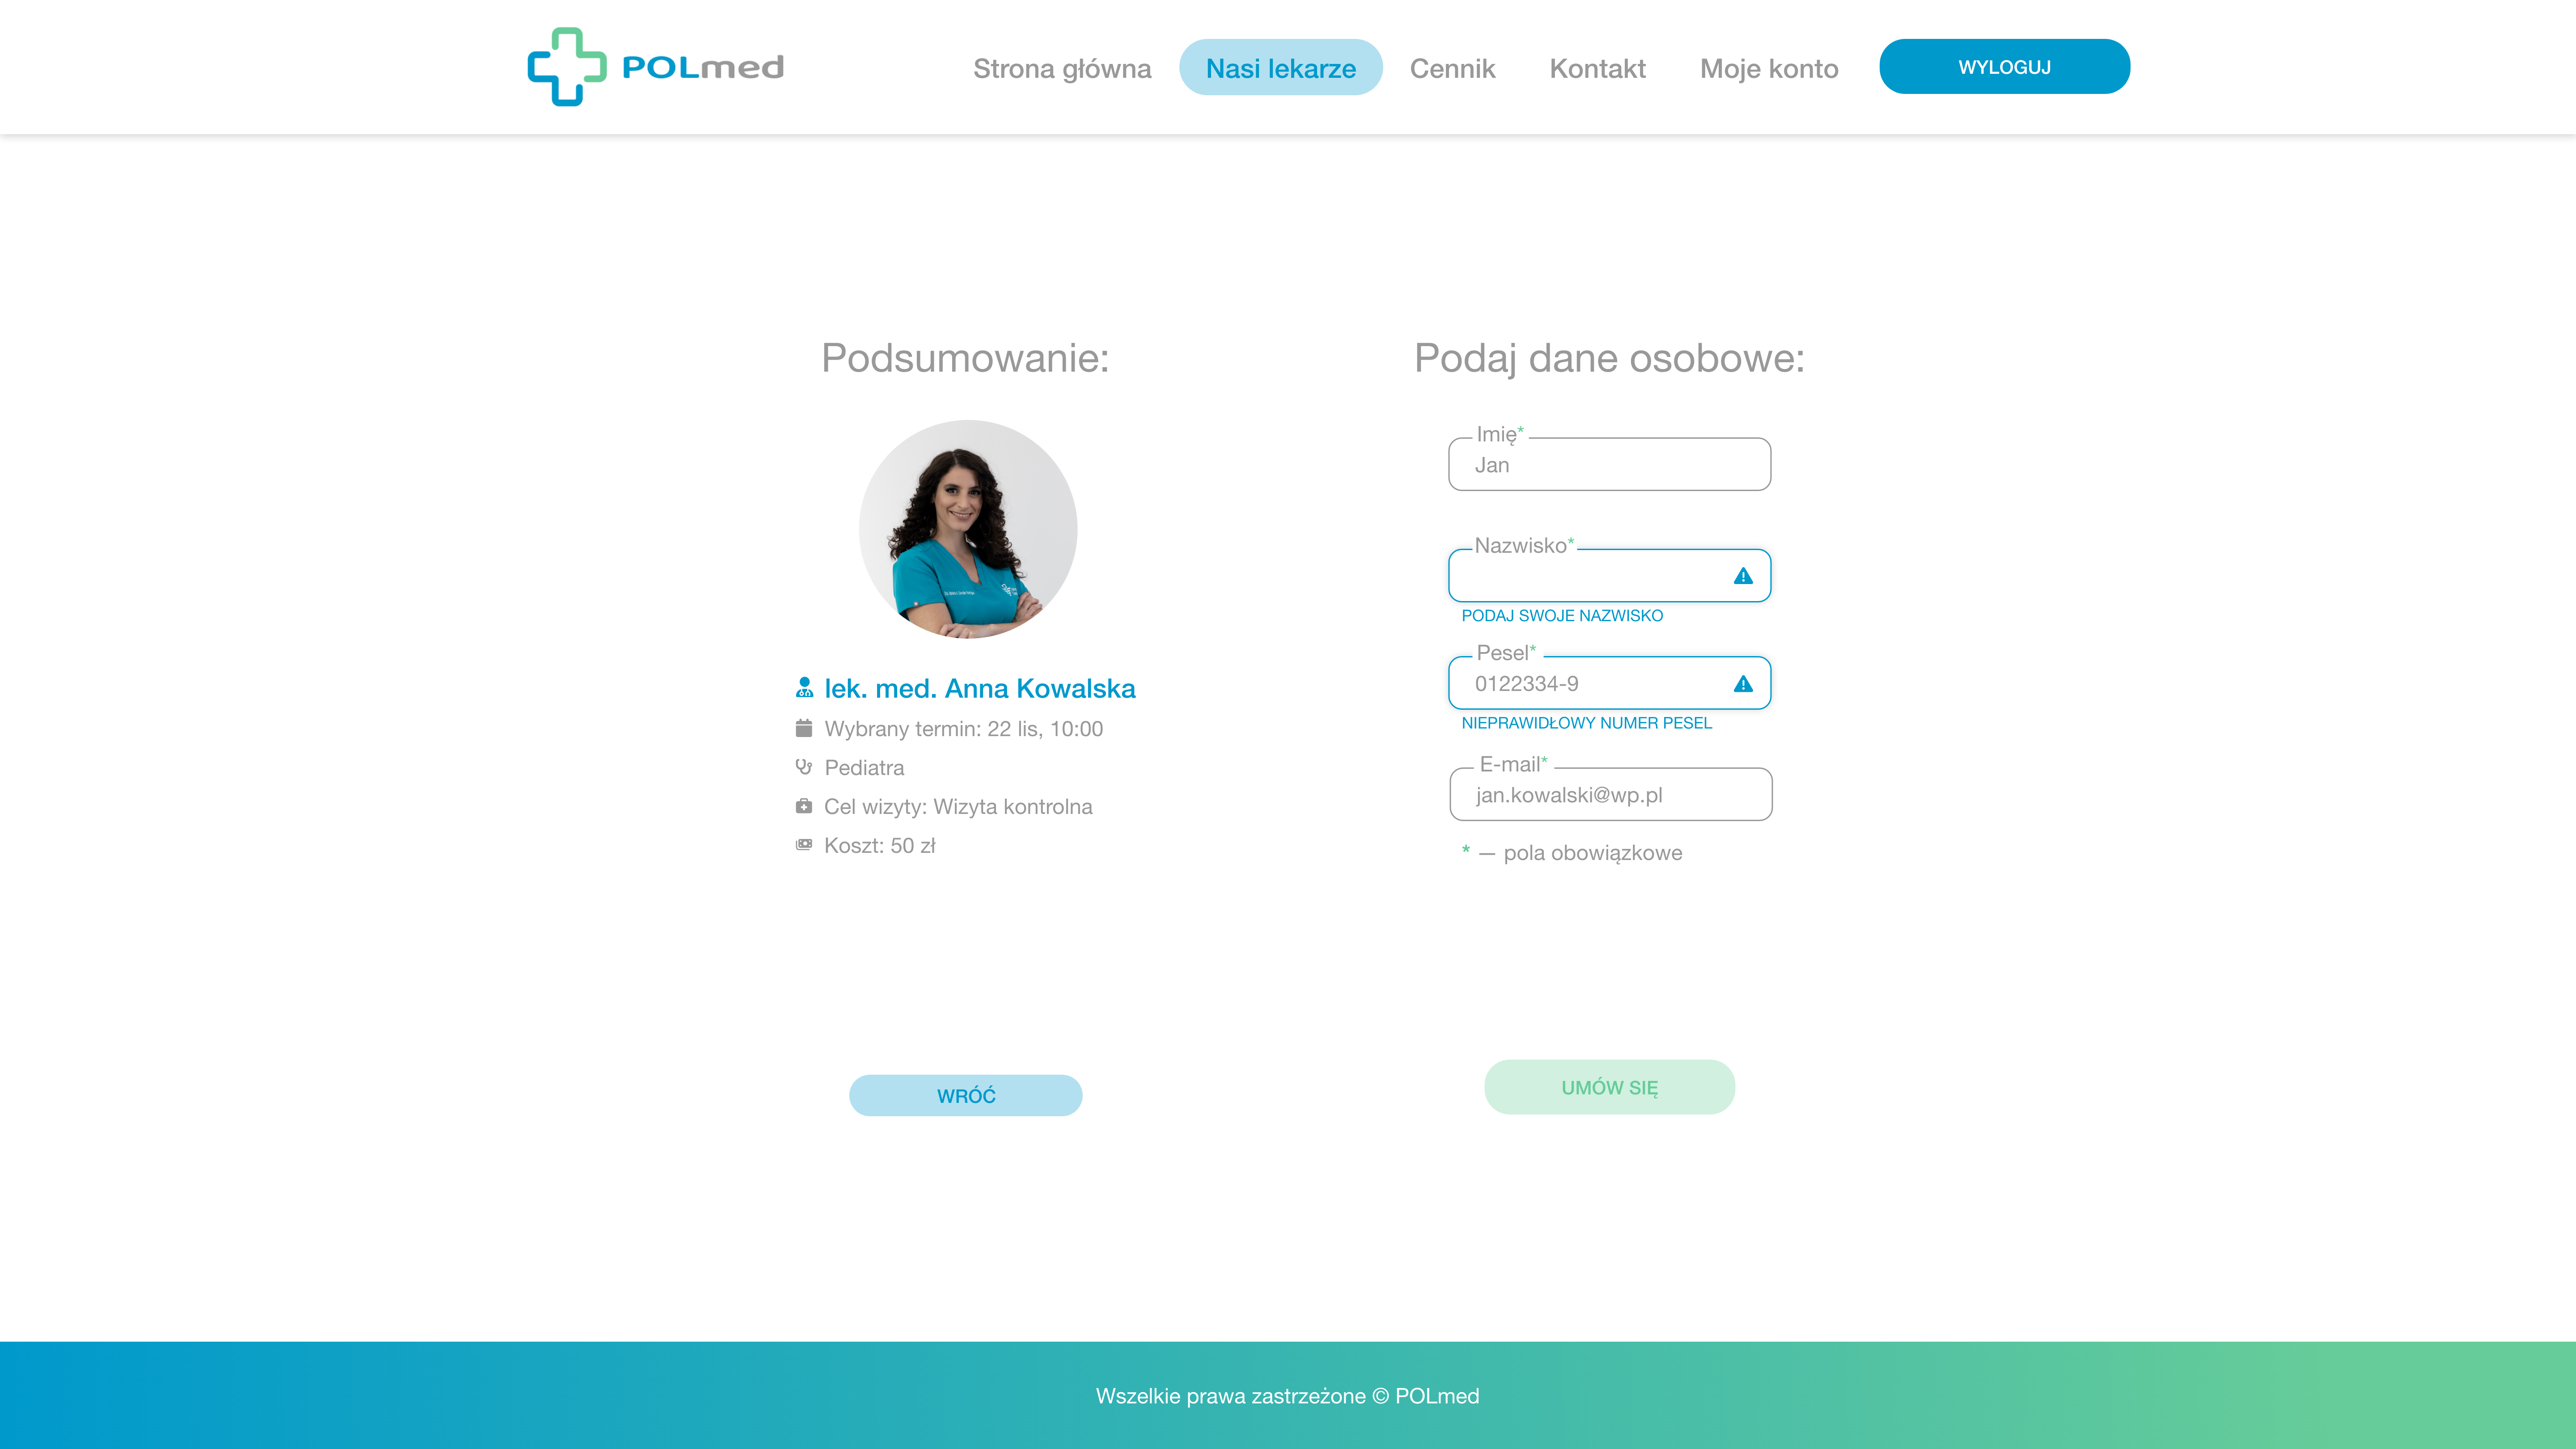 POLmed
Strona główna
Nasi lekarze
Cennik
Kontakt
Moje konto
WYLOGUJ
Podsumowanie:
lek. med. Anna Kowalska
Wybrany termin: 22 lis, 10:00
Pediatra
Cel wizyty: Wizyta kontrolna
Koszt: 50 zł
WRÓĆ
Podaj dane osobowe:
Imię*
Jan
Nazwisko*
PODAJ SWOJE NAZWISKO
Pesel*
0122334-9
NIEPRAWIDŁOWY NUMER PESEL
E-mail*
jan.kowalski@wp.pl
* — pola obowiązkowe
UMÓW SIĘ
Wszelkie prawa zastrzeżone © POLmed